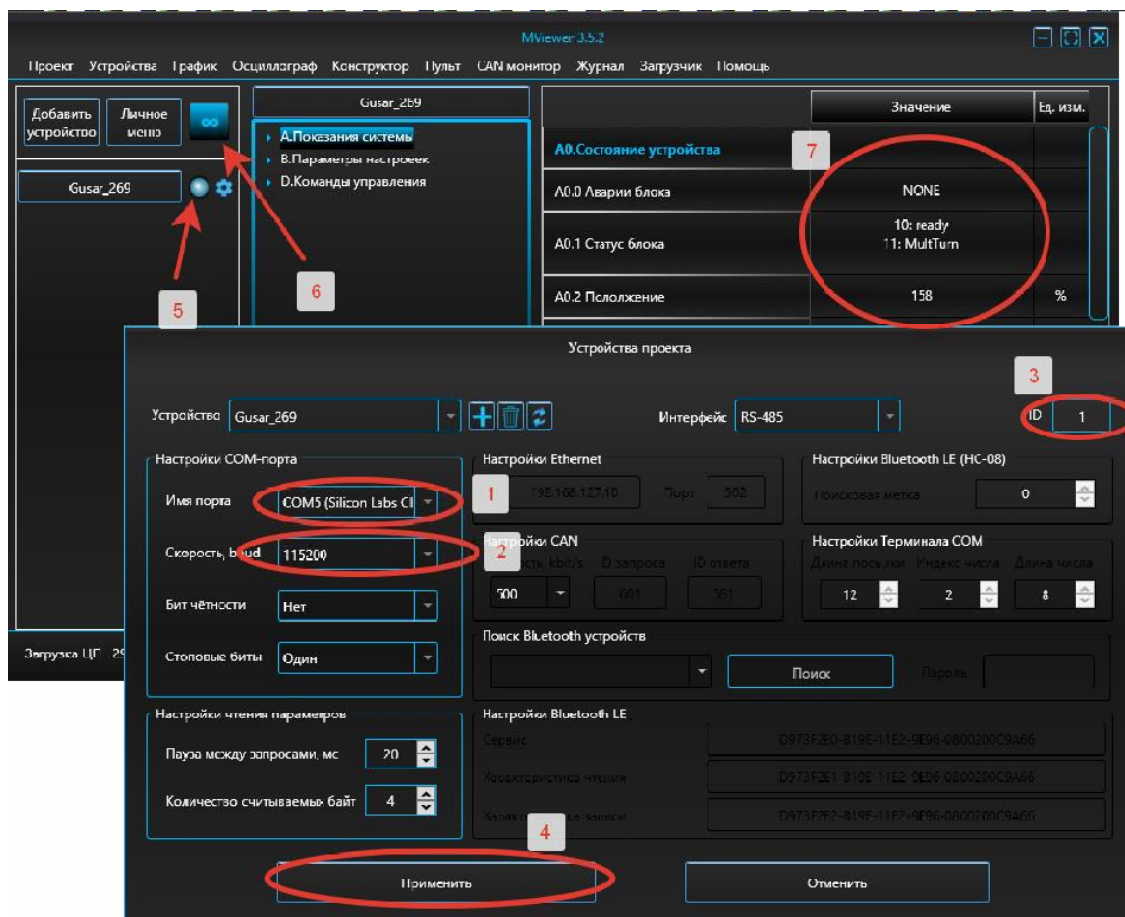 MViewer 3.5.2
Проект Устройства График Осциллограф Конструктор Пульт CAN монитор Журнал Загрузчик Помощь
Добавить устройство
Личное меню
∞
Gusar_269
Значение
Ед. изм.
А.Показания системы
В.Параметры настроек
D.Команды управления
Gusar_269
А0.Состояние устройства
7
А0.0 Аварии блока
NONE
А0.1 Статус блока
10: ready
11: MultTurn
А0.2 Пслолжение
158
%
5
6
Устройства проекта
3
Устройство
Gusar_269
Интерфейс
RS-485
ID
1
Настройки COM-порта
Имя порта
COM5 (Silicon Labs
1
Скорость, baud
115200
2
Бит чётности
Нет
Стоповые биты
Один
Настройки Ethernet
192.168.127.10
Порт
502
Настройки Bluetooth LE (HC-08)
Поисковая метка
0
Настройки CAN
kbit/s
ID запроса
ID ответа
500
601
581
Настройки Терминала COM
Длина посылки
Индекс числа
Длина числа
12
2
8
Поиск Bluetooth устройств
Поиск
Пароль
Загрузка ЦП
Настройки чтения параметров
Пауза между запросами, мс
20
Количество считываемых байт
4
Настройки Bluetooth LE
Сервис
D973F2E0-B19E-11E2-9E96-0800200C9A66
Характеристика чтения
D973F2E1-B19E-11E2-9E96-0800200C9A66
D973F2E2-B19E-11E2-9E96-0800200C9A66
4
Применить
Отменить